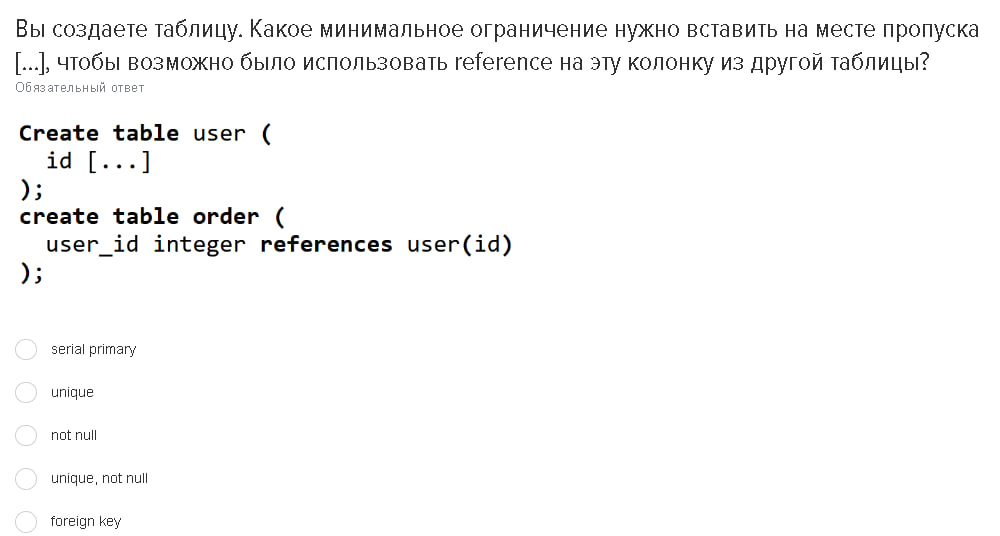 Вы создаете таблицу. Какое минимальное ограничение нужно вставить на месте пропуска
[...], чтобы возможно было использовать reference на эту колонку из другой таблицы?
Обязательный ответ
Create table user (
id [...]
);
create table order (
user_id integer references user(id)
);
serial primary
unique
not null
unique, not null
foreign key